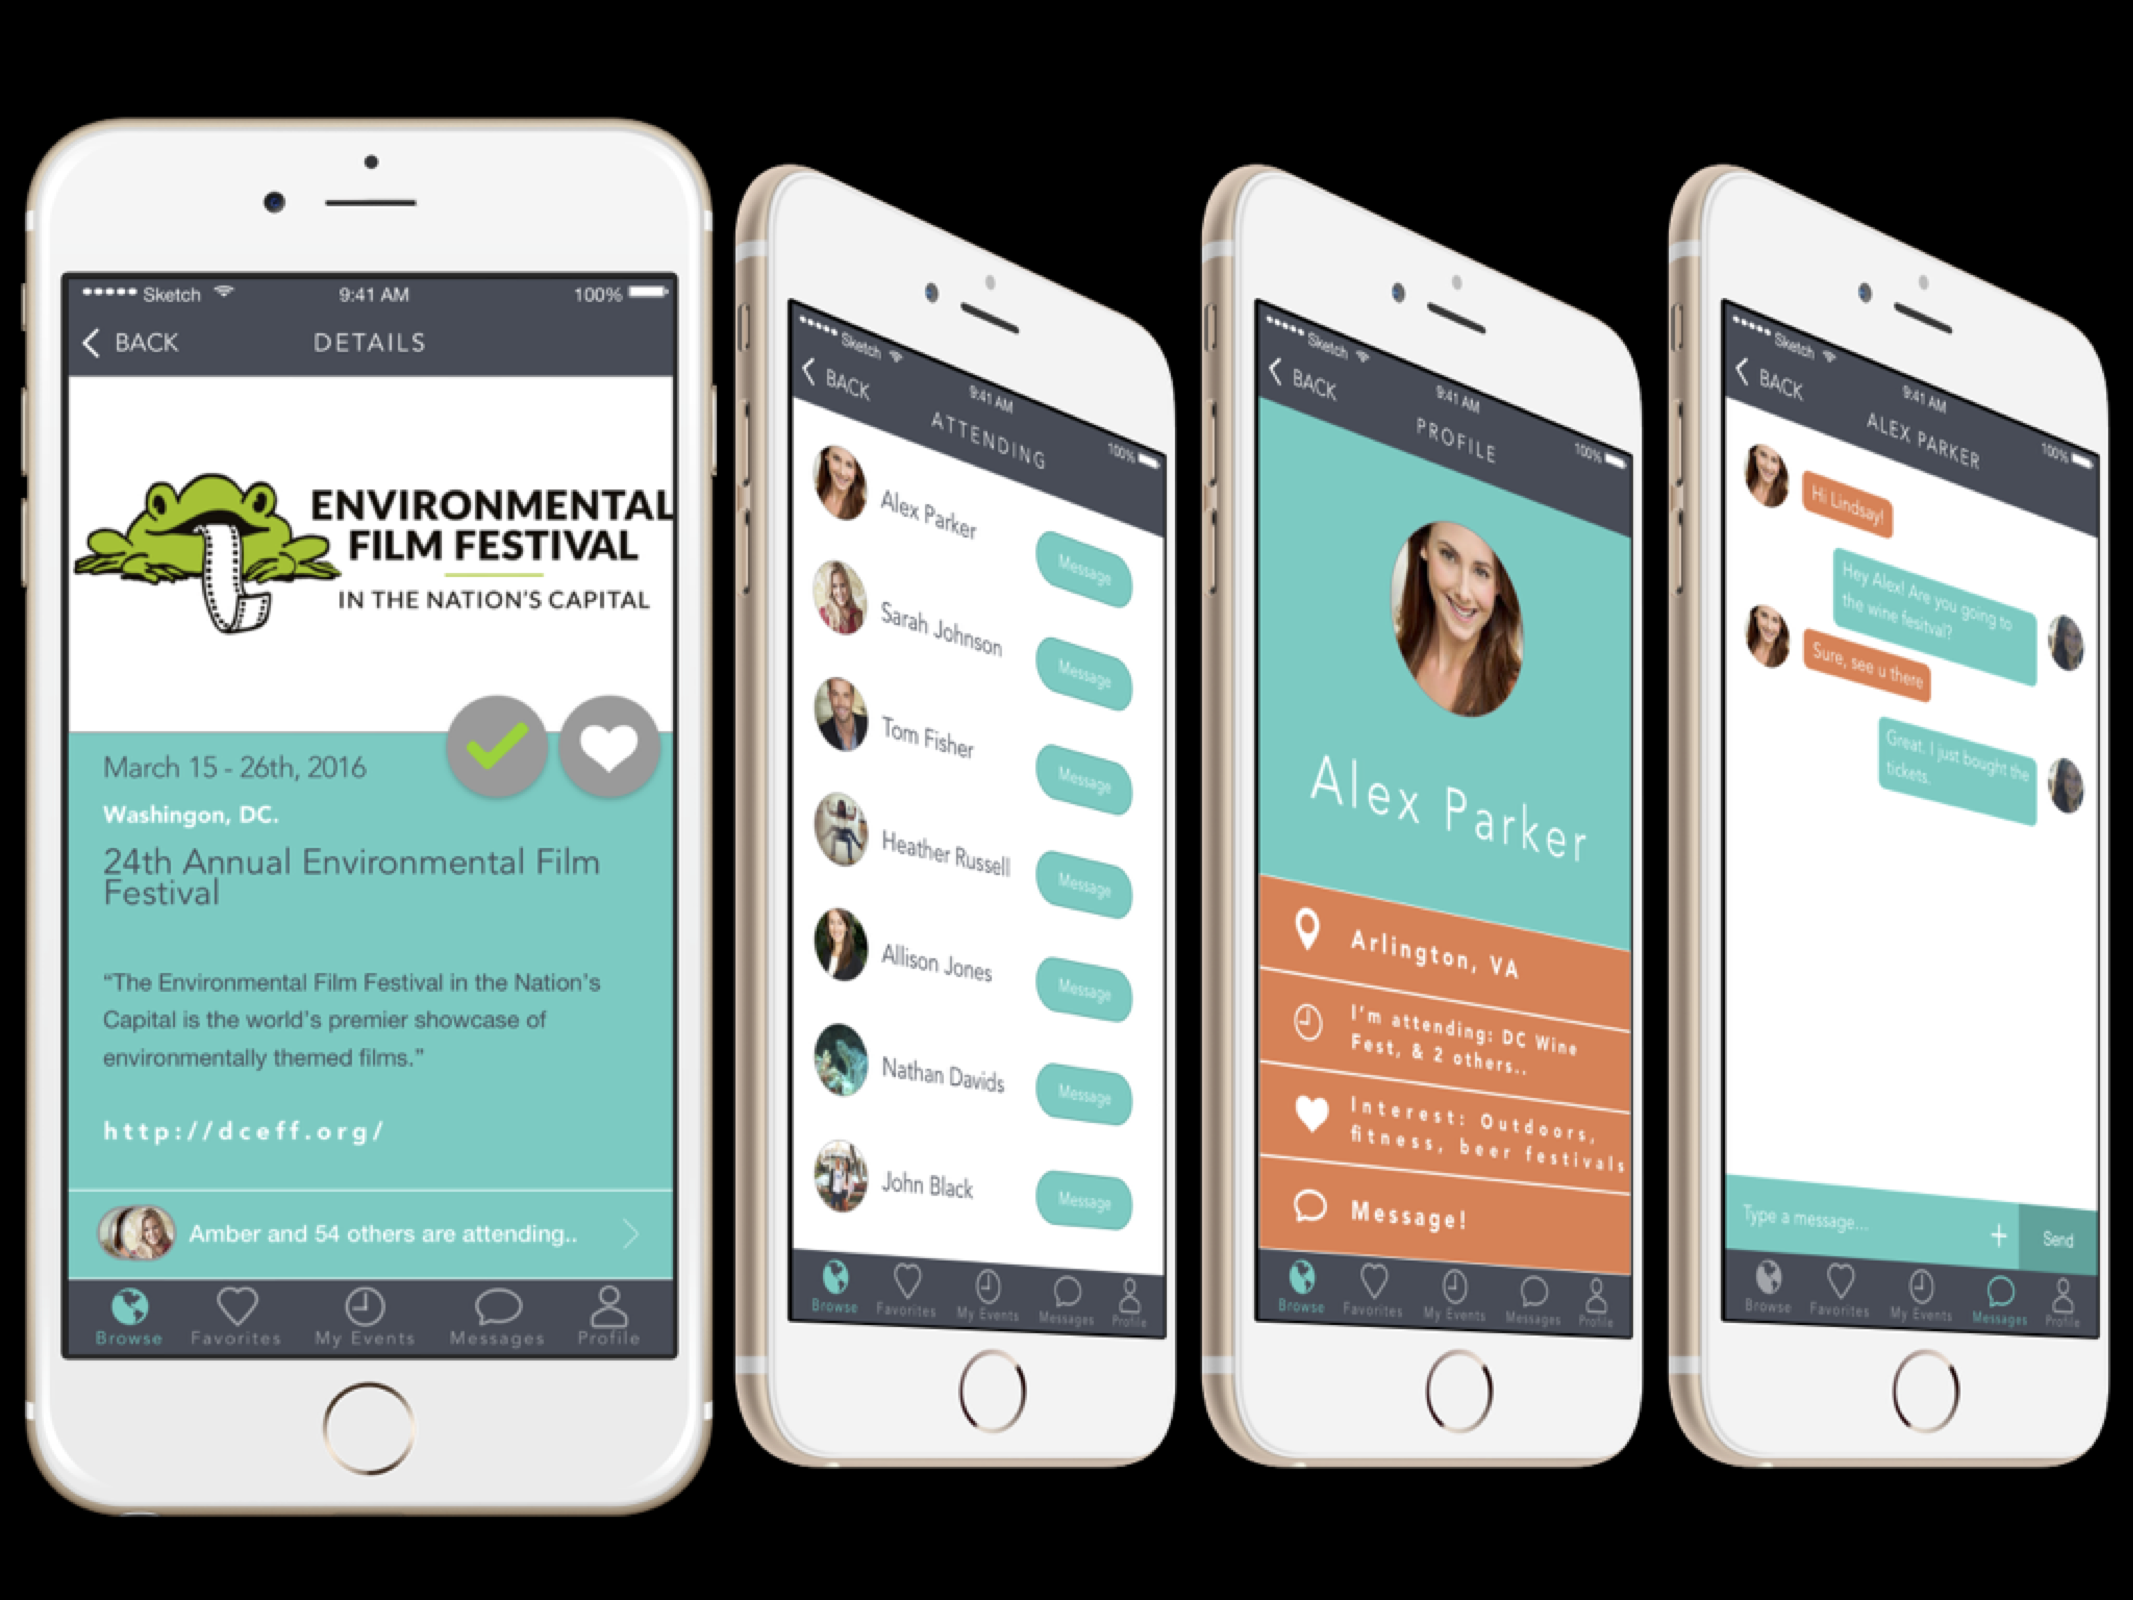 Sketch 9:41 AM 100%
BACK DETAILS
ENVIRONMENTAL
FILM FESTIVAL
IN THE NATION'S CAPITAL
March 15 - 26th, 2016
Washingon, DC.
24th Annual Environmental Film
Festival
“The Environmental Film Festival in the Nation’s
Capital is the world’s premier showcase of
environmentally themed films.”
http://dceff.org/
Amber and 54 others are attending..
Browse Favorites My Events Messages Profile
Sketch 9:41 AM 100%
BACK ATTENDING
Alex Parker Message
Sarah Johnson Message
Tom Fisher Message
Heather Russell Message
Allison Jones Message
Nathan Davids Message
John Black Message
Browse Favorites My Events Messages Profile
Sketch 9:41 AM 100%
BACK PROFILE
Alex Parker
Arlington, VA
I’m attending: DC Wine
Fest, & 2 others..
Interest: Outdoors,
fitness, beer festivals
Message!
Browse Favorites My Events Messages Profile
Sketch 9:41 AM 100%
BACK ALEX PARKER
Hi Lindsay!
Hey Alex! Are you going to
the wine fesitval?
Sure, see u there
Great, I just bought the
tickets.
Type a message... + Send
Browse Favorites My Events Messages Profile